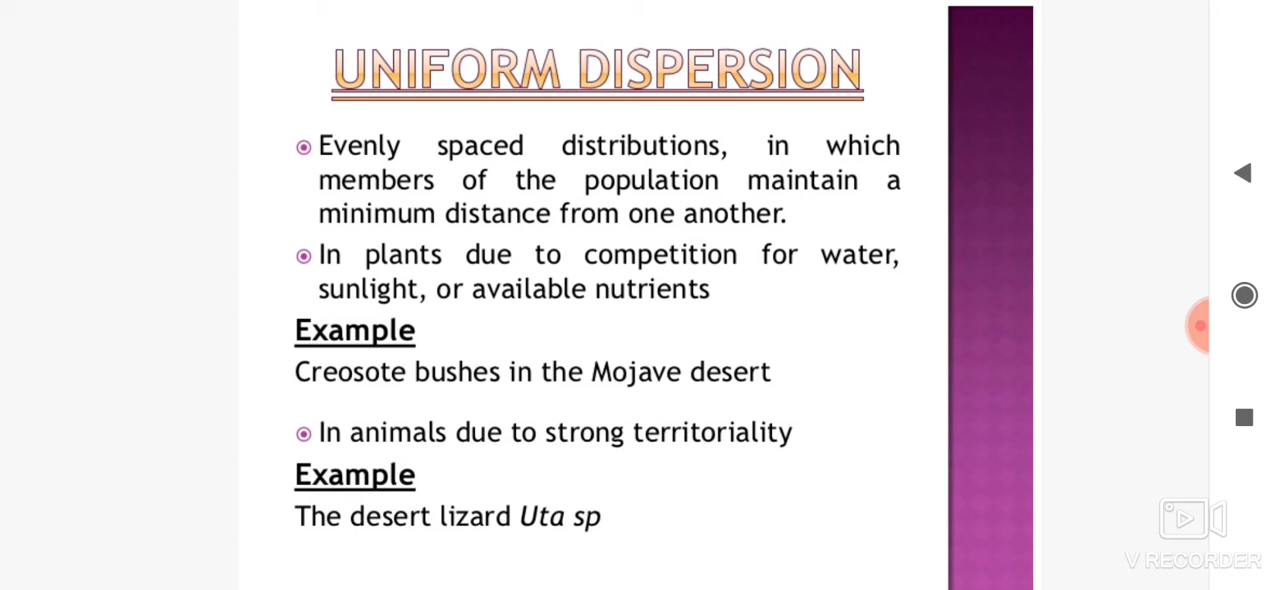 UNIFORM DISPERSION
Evenly spaced distributions, in which
members of the population maintain a
minimum distance from one another.
In plants due to competition for water,
sunlight, or available nutrients
Example
Creosote bushes in the Mojave desert
In animals due to strong territoriality
Example
The desert lizard Uta sp
V RECORDER